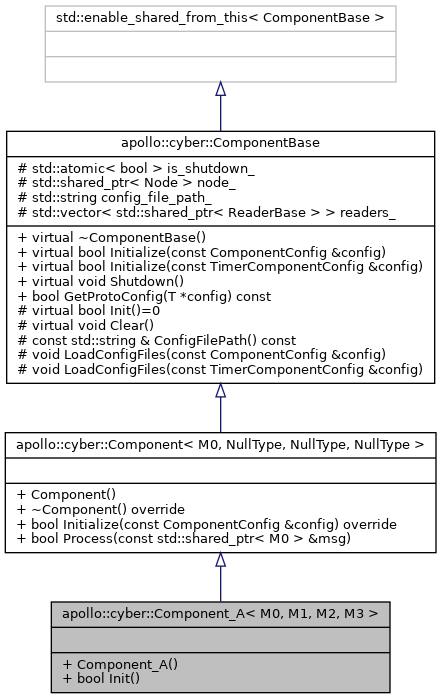 std::enable_shared_from_this< ComponentBase >
apollo::cyber::ComponentBase
# std::atomic< bool > is_shutdown_
# std::shared_ptr< Node > node_
# std::string config_file_path_
# std::vector< std::shared_ptr< ReaderBase > > readers_
+ virtual ~ComponentBase()
+ virtual bool Initialize(const ComponentConfig &config)
+ virtual bool Initialize(const TimerComponentConfig &config)
+ virtual void Shutdown()
+ bool GetProtoConfig(T *config) const
# virtual bool Init()=0
# virtual void Clear()
# const std::string & ConfigFilePath() const
# void LoadConfigFiles(const ComponentConfig &config)
# void LoadConfigFiles(const TimerComponentConfig &config)
apollo::cyber::Component< M0, NullType, NullType, NullType >
+ Component()
+ ~Component() override
+ bool Initialize(const ComponentConfig &config) override
+ bool Process(const std::shared_ptr< M0 > &msg)
apollo::cyber::Component_A< M0, M1, M2, M3 >
+ Component_A()
+ bool Init()